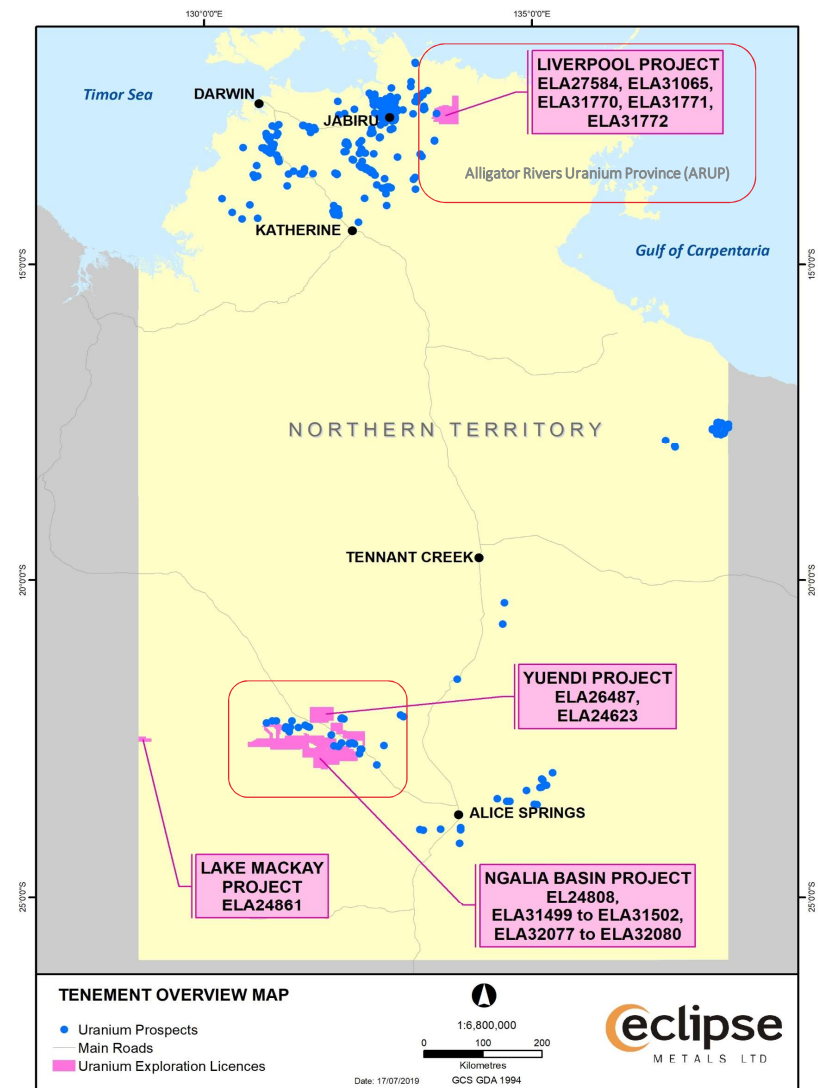 130°0'0"E
135°0'0"E
LIVERPOOL PROJECT
ELA27584, ELA31065,
ELA31770, ELA31771,
ELA31772
Timor Sea
DARWIN
JABIRU
Alligator Rivers Uranium Province (ARUP)
KATHERINE
Gulf of Carpentaria
15°0'0"S
15°0'0"S
NORTHERN TERRITORY
TENNANT CREEK
20°0'0"S
20°0'0"S
YUENDI PROJECT
ELA26487,
ELA24623
ALICE SPRINGS
LAKE MACKAY
PROJECT
ELA24861
NGALIA BASIN PROJECT
EL24808,
ELA31499 to ELA31502,
ELA32077 to ELA32080
25°0'0"S
25°0'0"S
TENEMENT OVERVIEW MAP
Uranium Prospects
Main Roads
Uranium Exploration Licences
1:6,800,000
0 100 200
Kilometres
Date: 17/07/2019 GCS GDA 1994
eclipse
METALS LTD